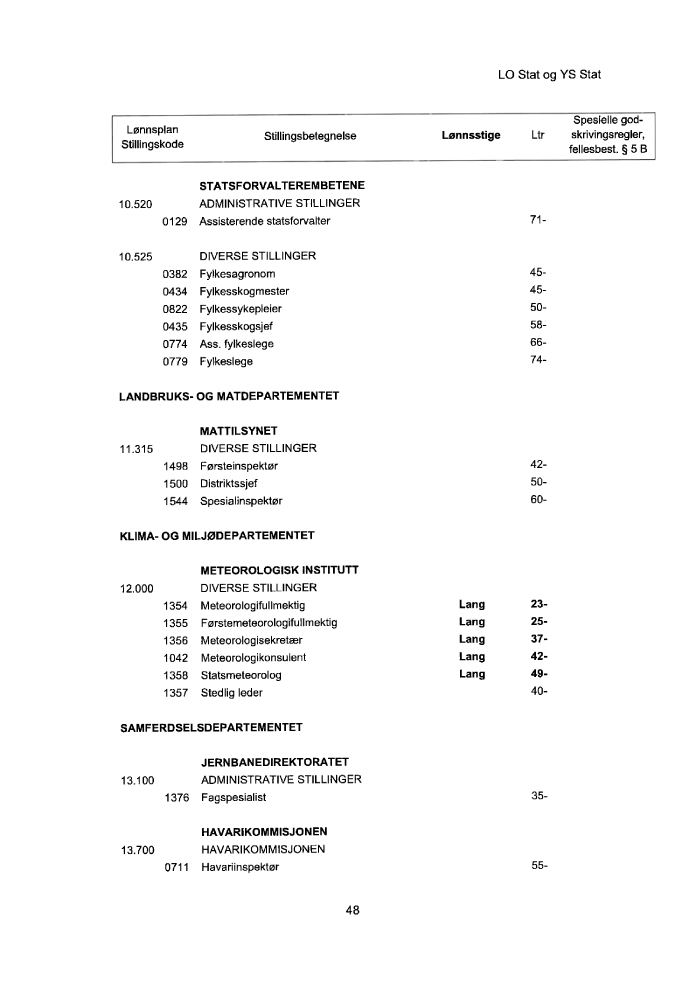 LO Stat og YS Stat
Lønnsplan Stillingskode Stillingsbetegnelse Lønnsstige Ltr Spesielle god-skrivingsregler, fellesbest. § 5 B
STATSFORVALTEREMBETENE
10.520 ADMINISTRATIVE STILLINGER
0129 Assisterende statsforvalter 71-
10.525 DIVERSE STILLINGER
0382 Fylkesagronom 45-
0434 Fylkesskogmester 45-
0822 Fylkessykepleier 50-
0435 Fylkesskogsjef 58-
0774 Ass. fylkeslege 66-
0779 Fylkeslege 74-
LANDBRUKS- OG MATDEPARTEMENTET
MATTILSYNET
11.315 DIVERSE STILLINGER
1498 Førsteinspektør 42-
1500 Distriktssjef 50-
1544 Spesialinspektør 60-
KLIMA- OG MILJØDEPARTEMENTET
METEOROLOGISK INSTITUTT
12.000 DIVERSE STILLINGER
1354 Meteorologifullmektig Lang 23-
1355 Førstemeteorologifullmektig Lang 25-
1356 Meteorologisekretær Lang 37-
1042 Meteorologikonsulent Lang 42-
1358 Statsmeteorolog Lang 49-
1357 Stedlig leder 40-
SAMFERDSELSDEPARTEMENTET
JERNBANEDIREKTORATET
13.100 ADMINISTRATIVE STILLINGER
1376 Fagspesialist 35-
HAVARIKOMMISJONEN
13.700 HAVARIKOMMISJONEN
0711 Havariinspektør 55-
48